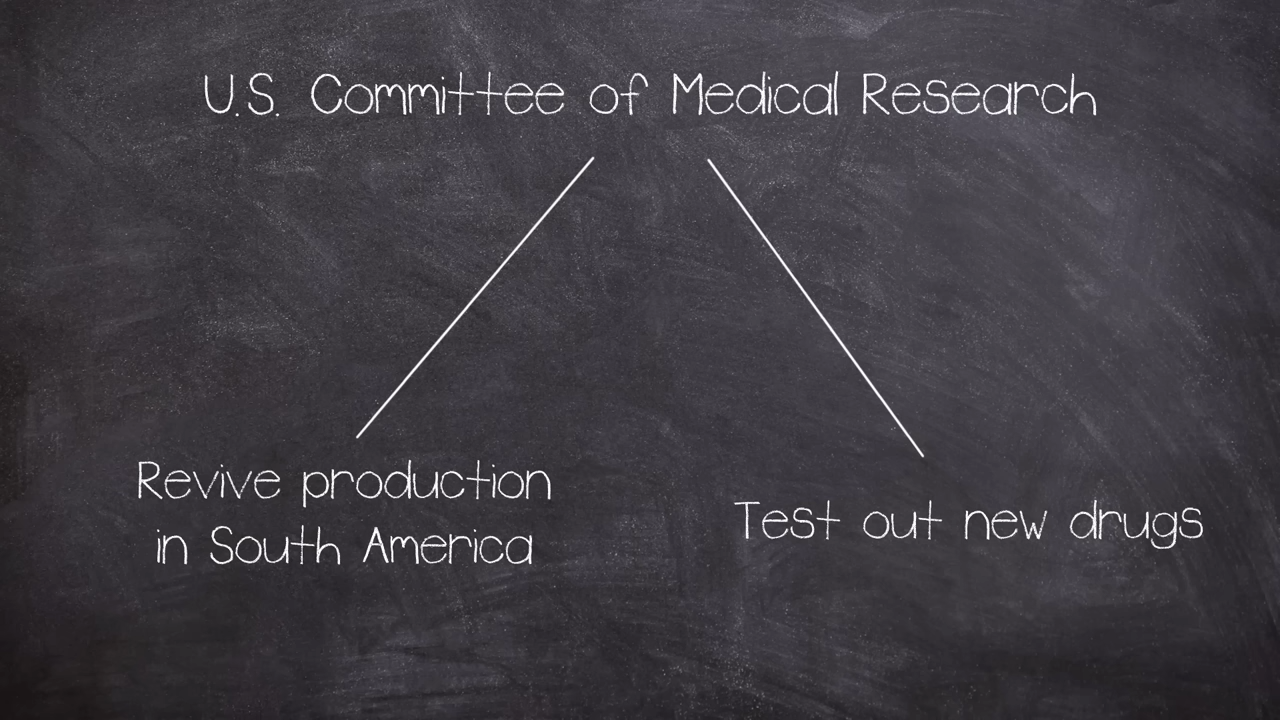 U.S. Committee of Medical Research
Revive production
in South America
Test out new drugs